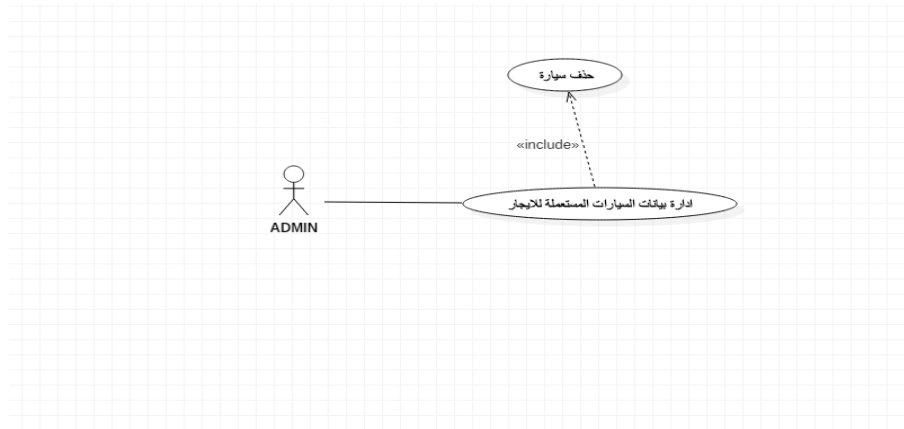 حذف سيارة
«include»
ادارة بيانات السيارات المستعملة للايجار
ADMIN